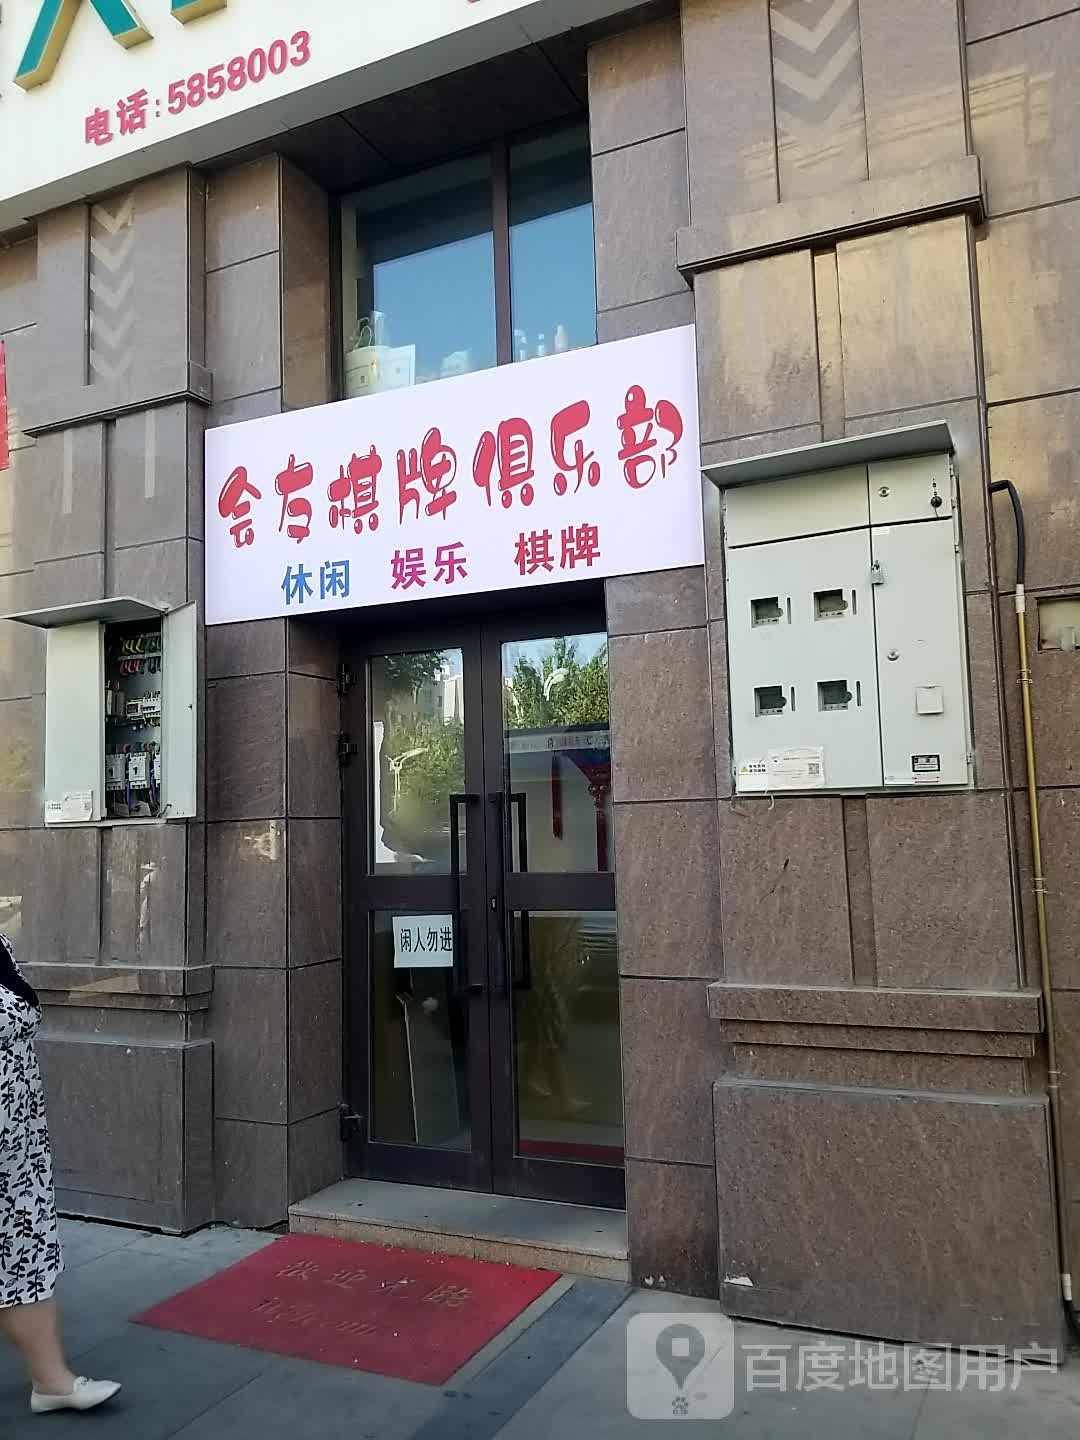 电话:5858003
会友棋牌俱乐部
休闲 娱乐 棋牌
闲人勿进
欢迎光临
Welcome
百度地图用户